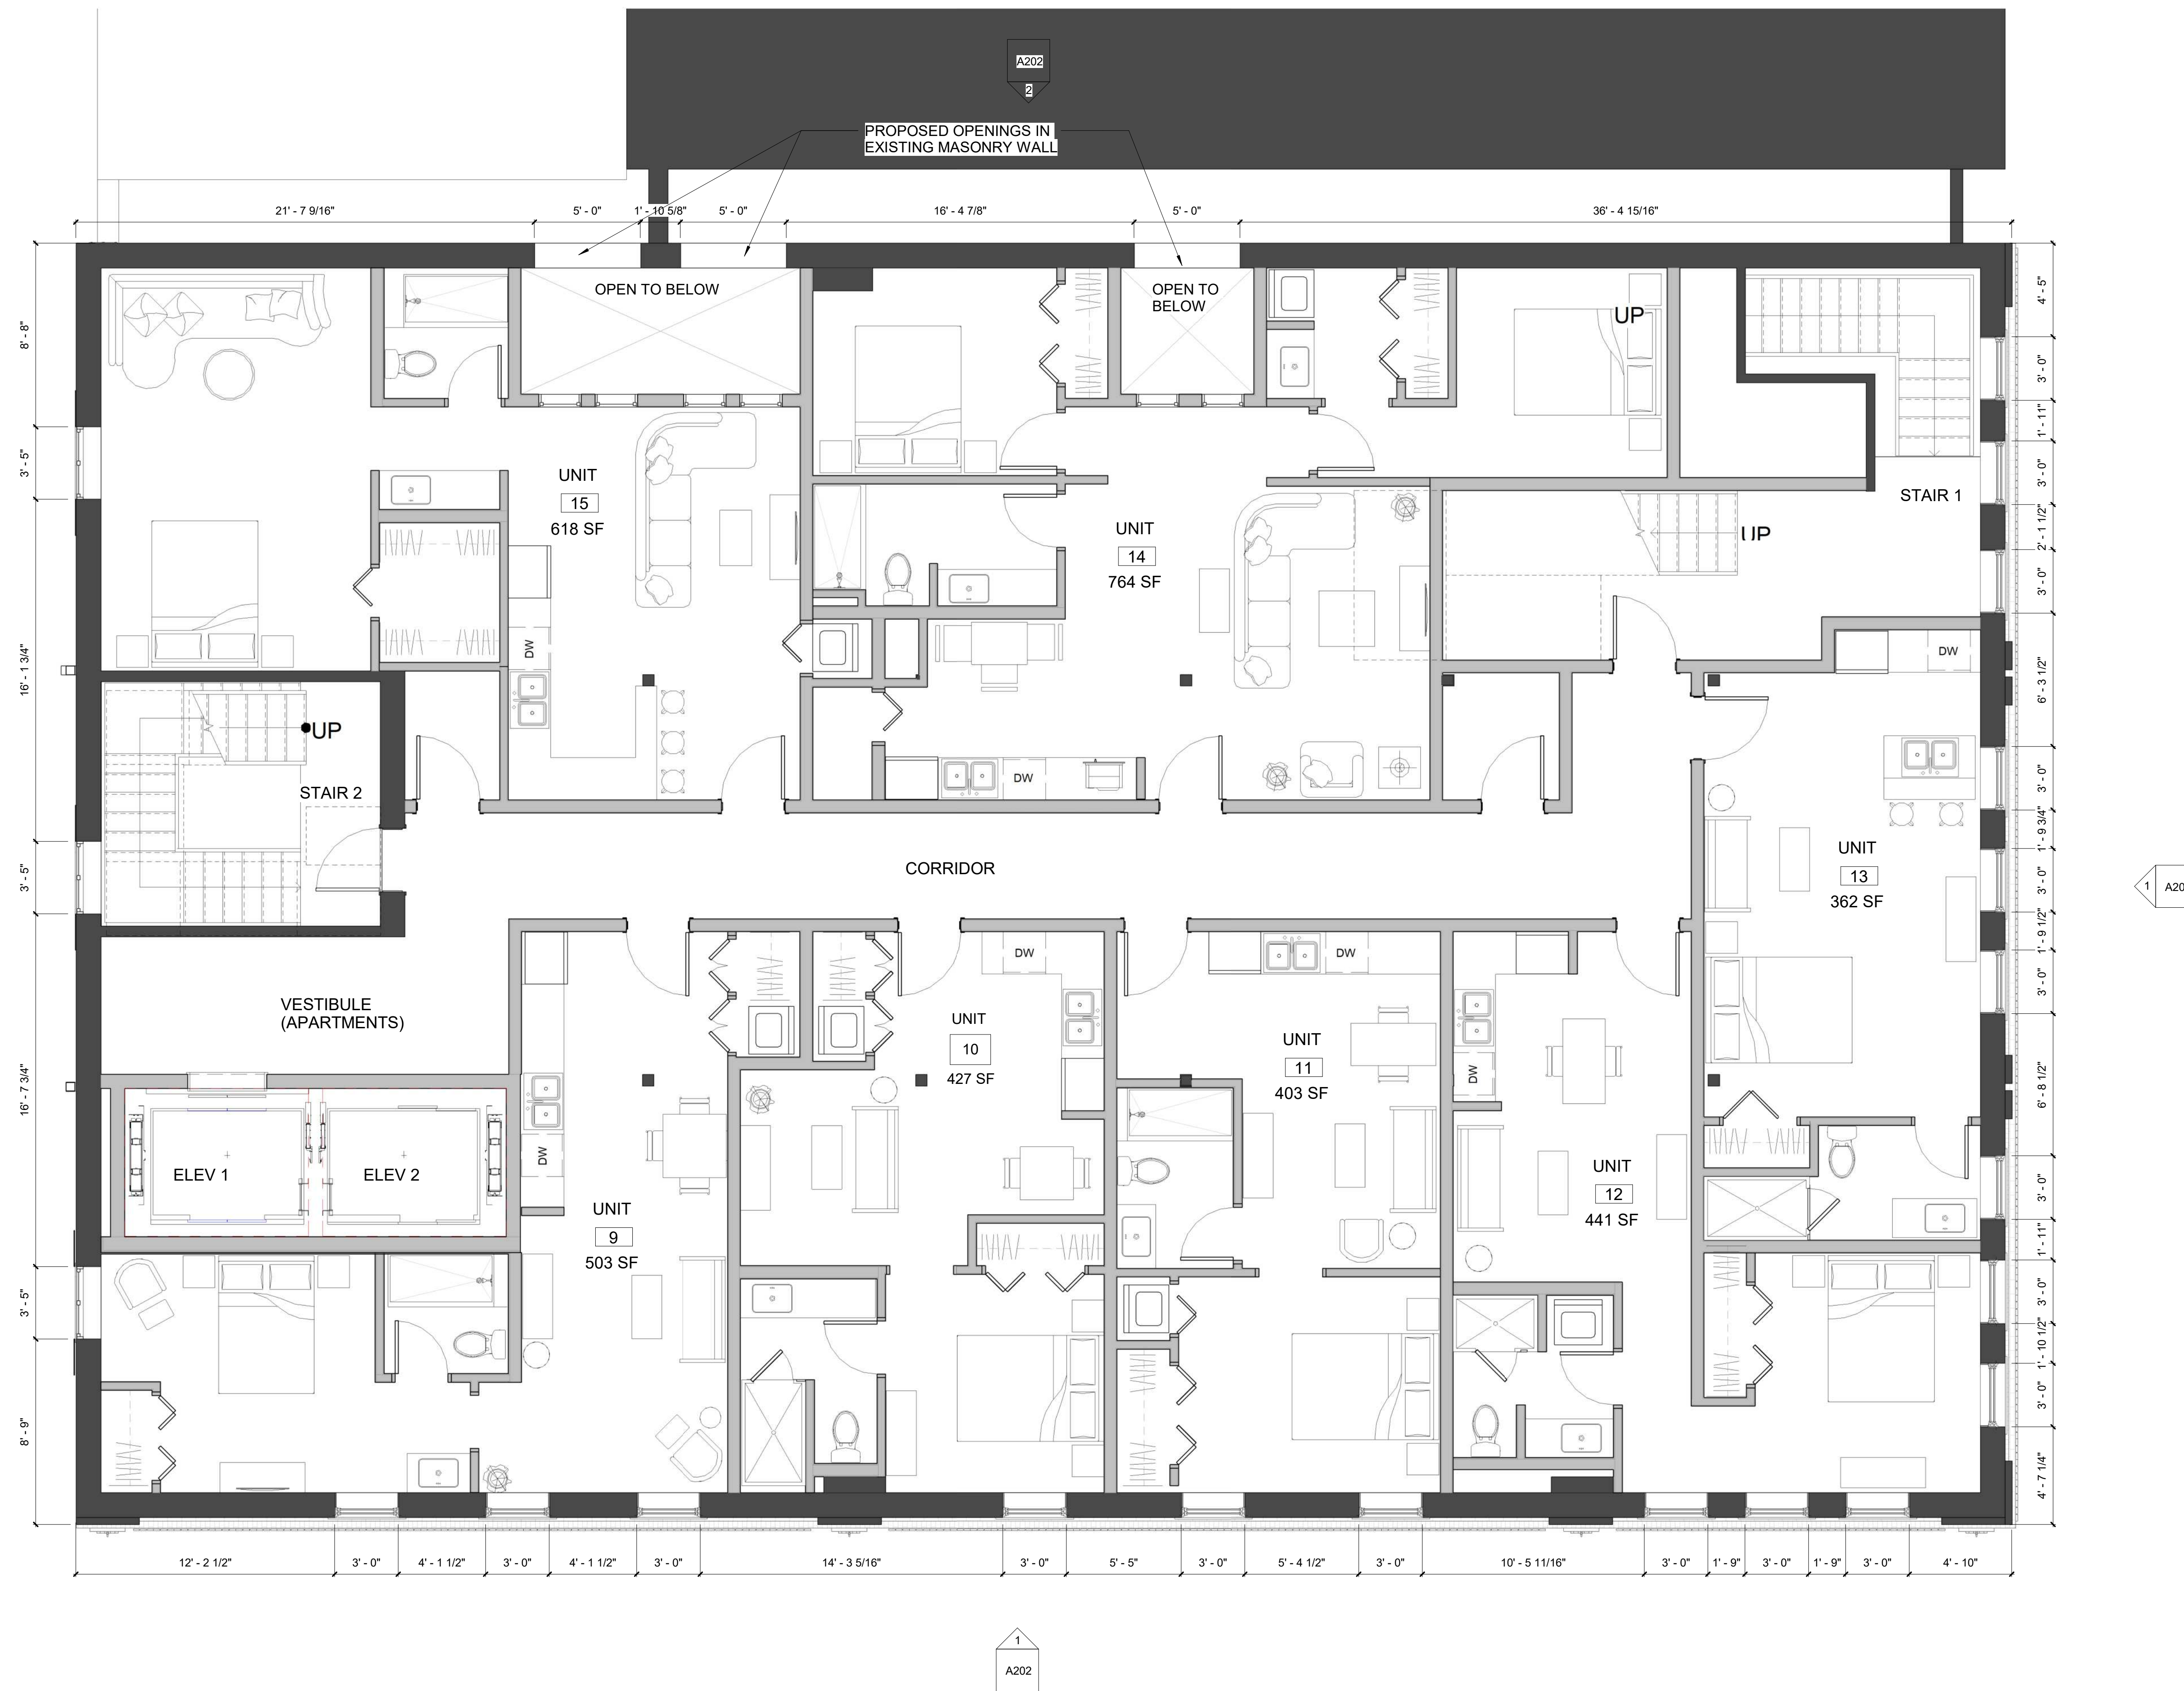 A202
2
PROPOSED OPENINGS IN
EXISTING MASONRY WALL
21' - 7 9/16"
5' - 0"
1' - 10 5/8"
5' - 0"
16' - 4 7/8"
5' - 0"
36' - 4 15/16"
OPEN TO BELOW
OPEN TO
BELOW
UP
UNIT
15
618 SF
UNIT
14
764 SF
STAIR 1
UP
DW
DW
UP
STAIR 2
DW
CORRIDOR
UNIT
13
362 SF
VESTIBULE
(APARTMENTS)
DW
DW
UNIT
10
427 SF
UNIT
11
403 SF
DW
ELEV 1
ELEV 2
DW
UNIT
12
441 SF
UNIT
9
503 SF
8' - 8"
3' - 5"
16' - 1 3/4"
3' - 5"
16' - 7 3/4"
3' - 5"
8' - 9"
4' - 5"
3' - 0"
1' - 11"
3' - 0"
2' - 1 1/2"
3' - 0"
6' - 3 1/2"
3' - 0"
1' - 9 3/4"
3' - 0"
1' - 9 1/2"
3' - 0"
6' - 8 1/2"
3' - 0"
1' - 11"
3' - 0"
1' - 10 1/2"
3' - 0"
4' - 7 1/4"
1
A20
12' - 2 1/2"
3' - 0"
4' - 1 1/2"
3' - 0"
4' - 1 1/2"
3' - 0"
14' - 3 5/16"
3' - 0"
5' - 5"
3' - 0"
5' - 4 1/2"
3' - 0"
10' - 5 11/16"
3' - 0"
1' - 9"
3' - 0"
1' - 9"
3' - 0"
4' - 10"
1
A202